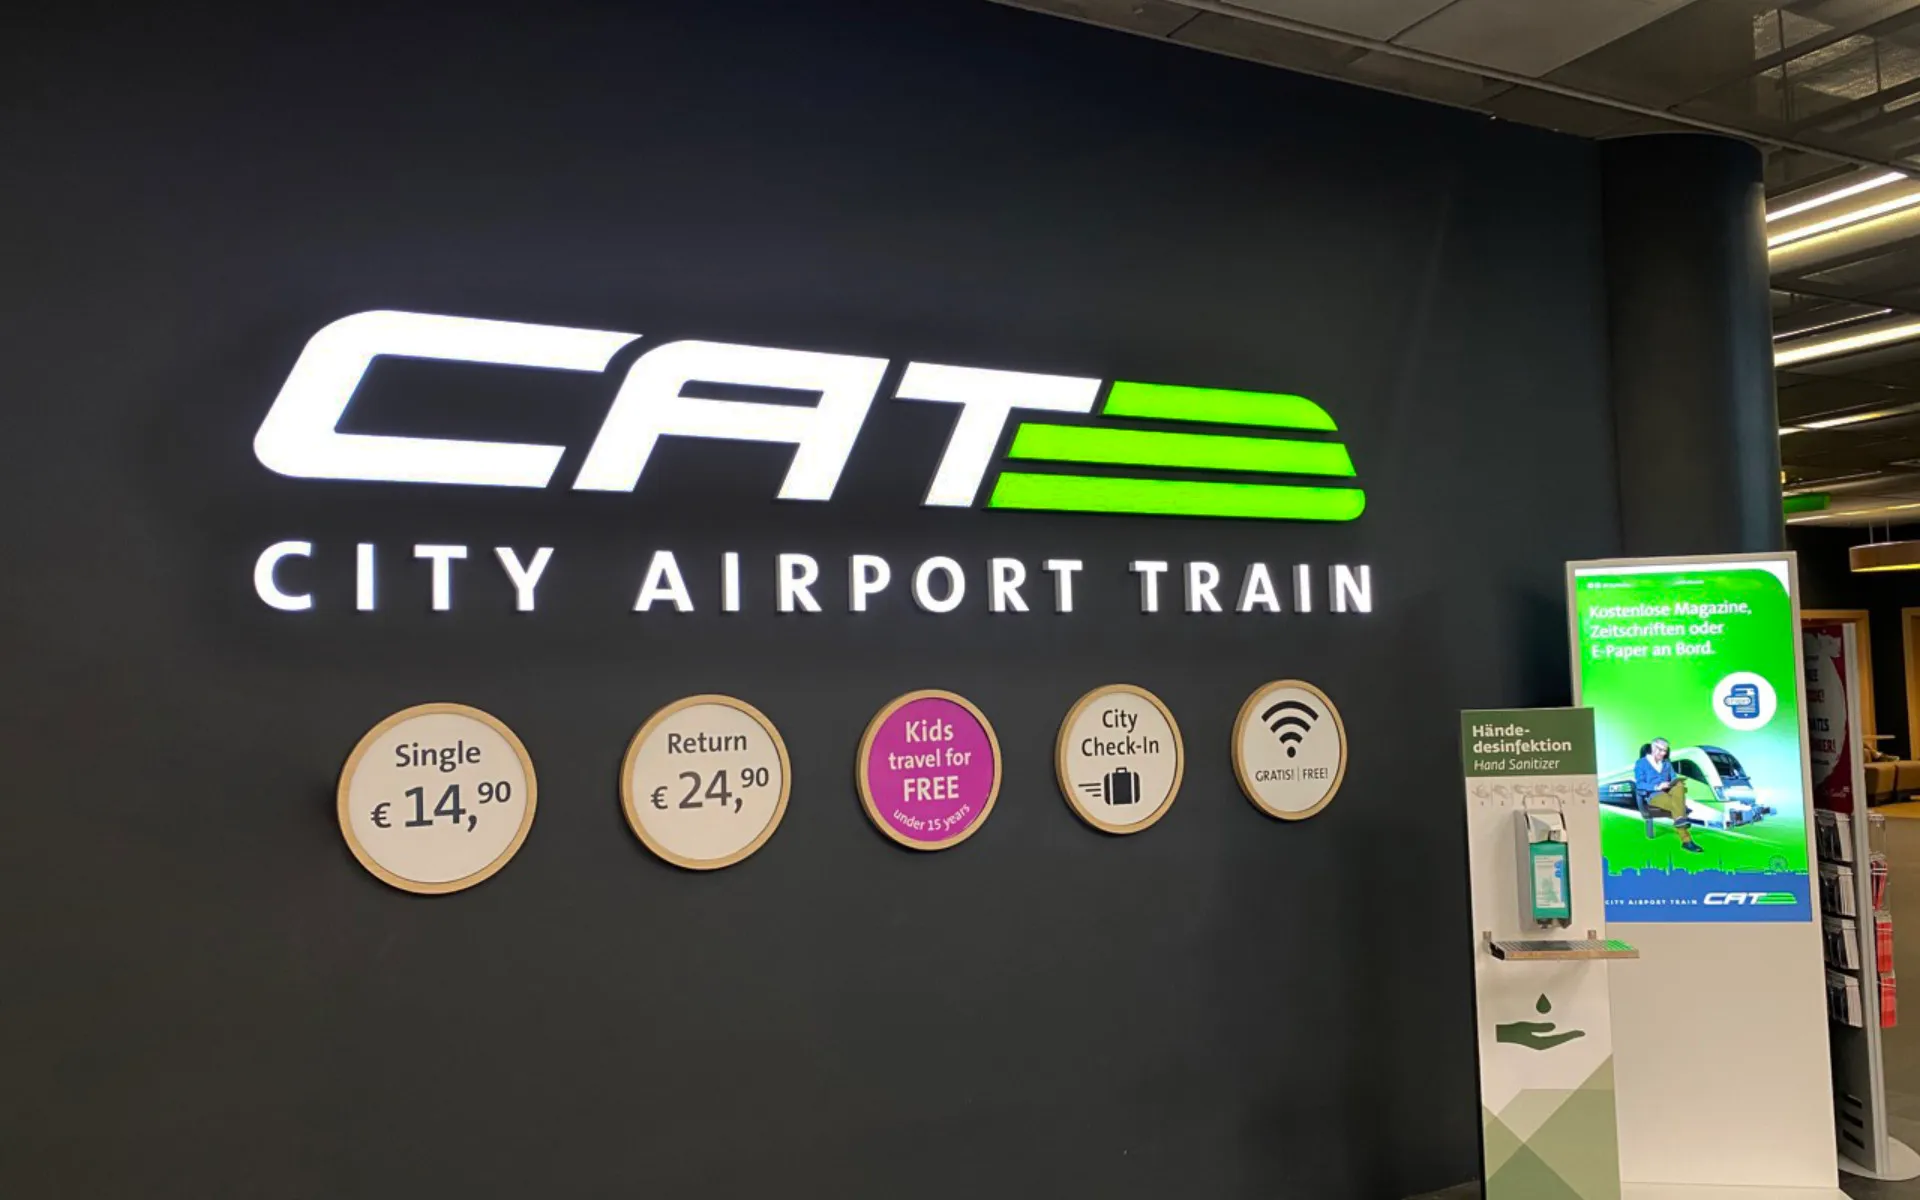 CAT
CITY AIRPORT TRAIN
Single
€ 14,90
Return
€ 24,90
Kids
travel for
FREE
under 15 years
City
Check-In
GRATIS! | FREE!
Hände-
desinfektion
Hand Sanitizer
Kostenlose Magazine,
Zeitschriften oder
E-Paper an Bord.
CITY AIRPORT TRAIN CAT